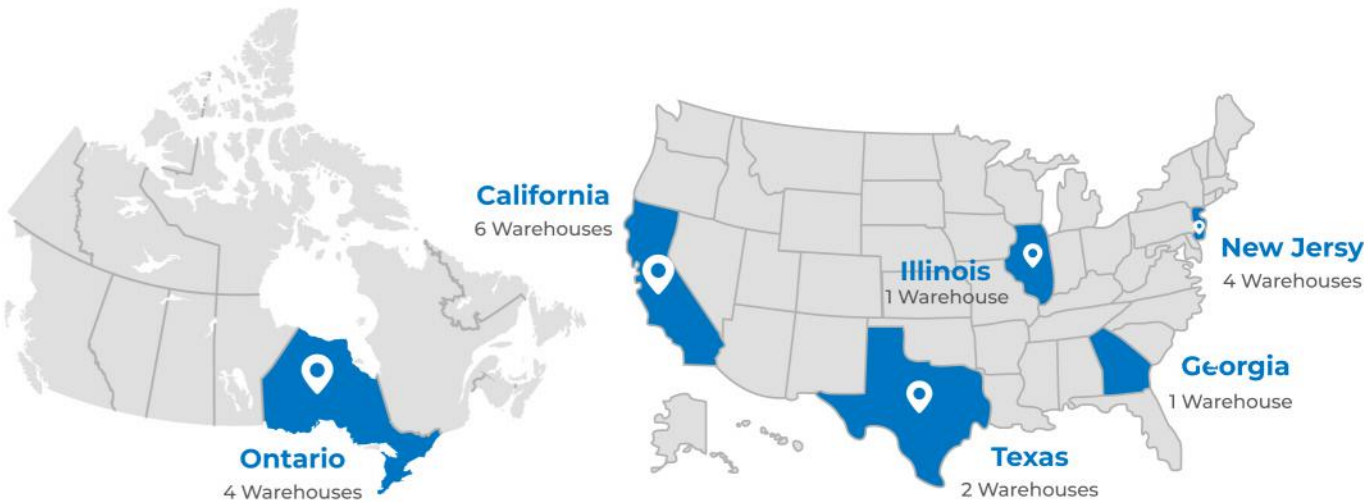 California
6 Warehouses
Illinois
1 Warehouse
New Jersy
4 Warehouses
Georgia
1 Warehouse
Ontario
4 Warehouses
Texas
2 Warehouses